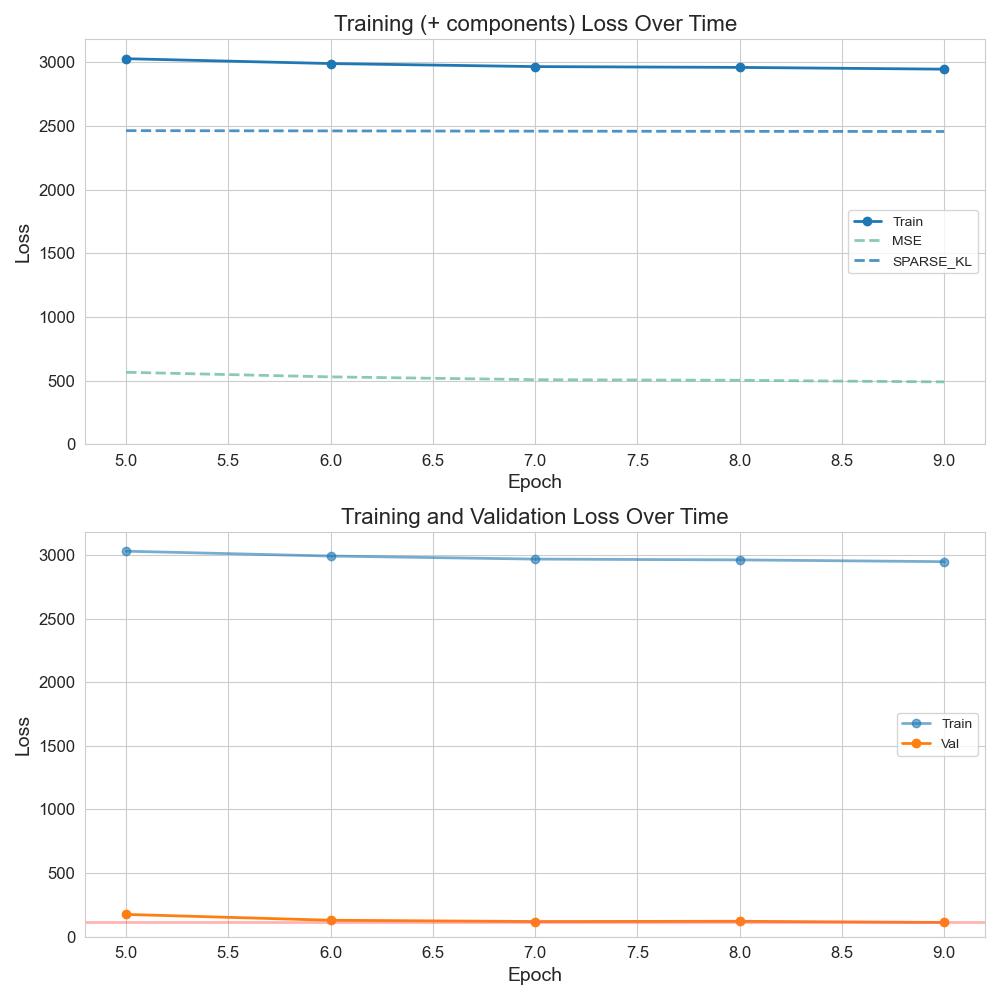 Training (+ components) Loss Over Time
3000
2500
2000
1500
1000
500
0
Loss
Train
MSE
SPARSE_KL
5.0 5.5 6.0 6.5 7.0 7.5 8.0 8.5 9.0
Epoch
Training and Validation Loss Over Time
3000
2500
2000
1500
1000
500
0
Loss
Train
Val
5.0 5.5 6.0 6.5 7.0 7.5 8.0 8.5 9.0
Epoch